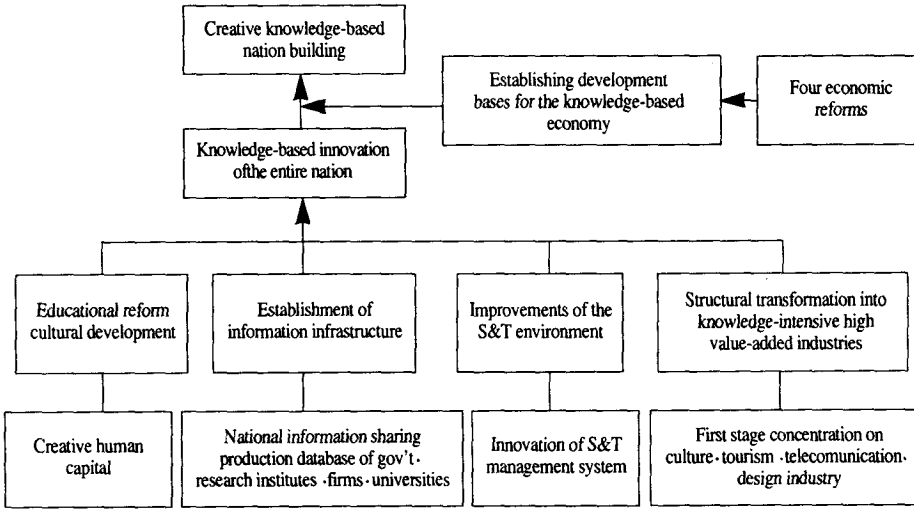 Creative knowledge-based
nation building
Establishing development
bases for the knowledge-based
economy
Four economic
reforms
Knowledge-based innovation
ofthe entire nation
Educational reform
cultural development
Establishment of
information infrastructure
Improvements of the
S&T environment
Structural transformation into
knowledge-intensive high
value-added industries
Creative human
capital
National information sharing
production database of gov't·
research institutes ·firms·universities
Innovation of S&T
management system
First stage concentration on
culture·tourism ·telecomunication·
design industry